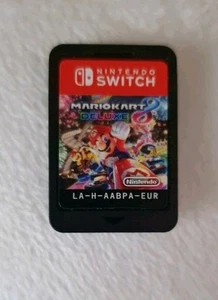 NINTENDO
SWITCH
MARIOKART 8
DELUXE
Nintendo
LA-H-AABPA-EUR